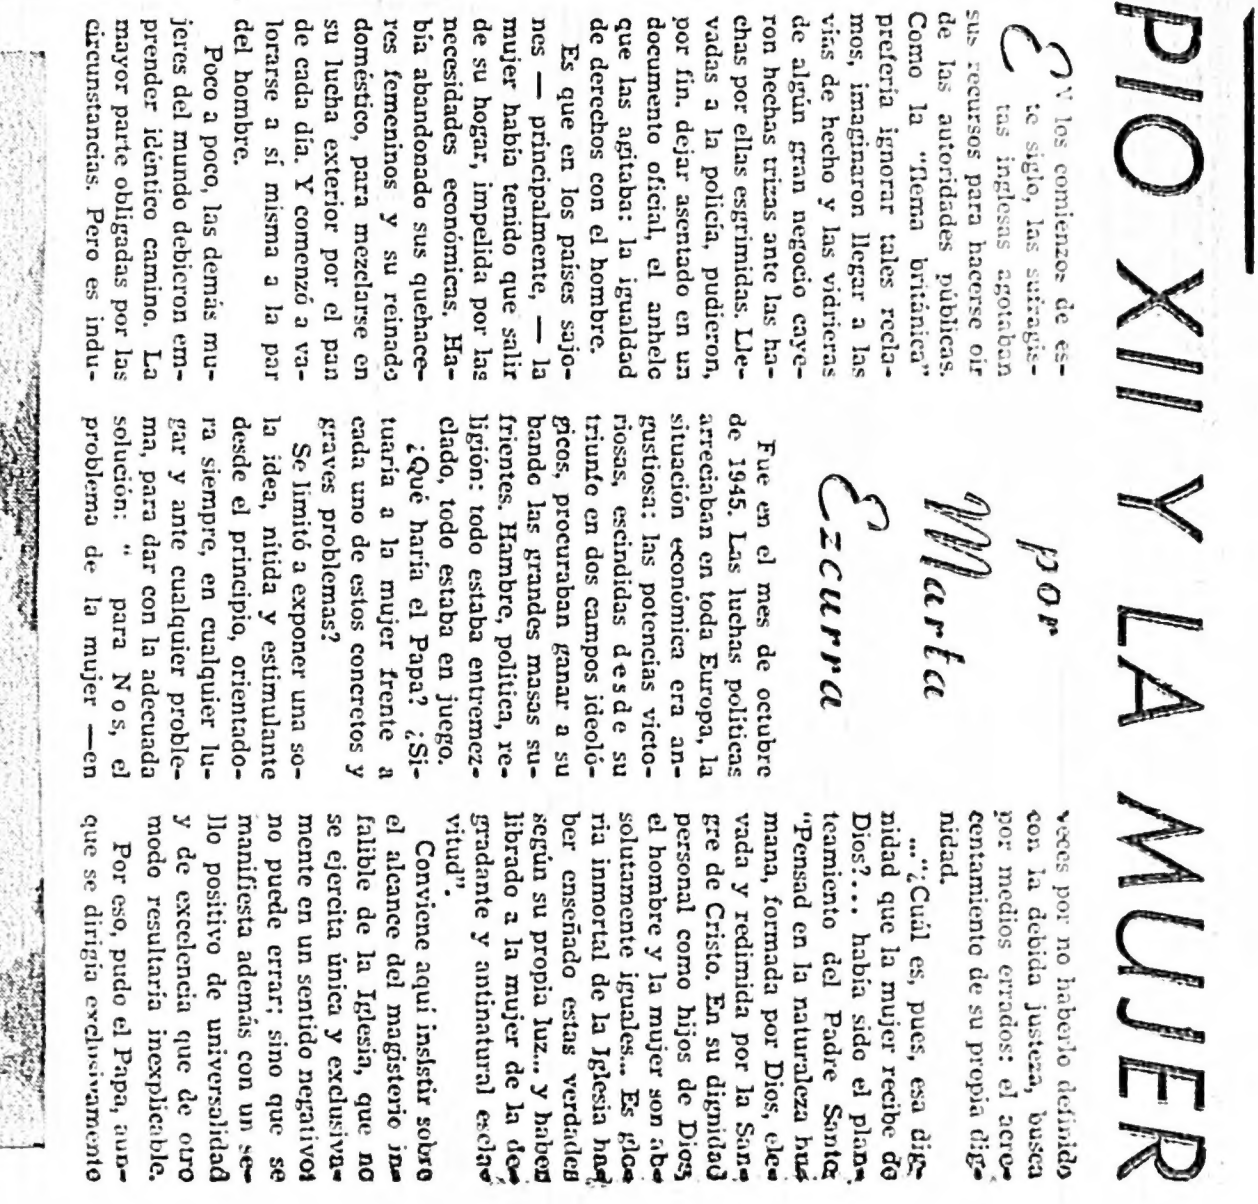 PIO XII Y LA MUJER
por
Marta
Ezcurra
EN los comienzos de es-
te siglo, las sufragis-
tas inglesas agotaban
sus recursos para hacerse oir
de las autoridades públicas.
Como la "flema británica"
prefería ignorar tales recla-
mos, imaginaron llegar a las
vías de hecho y las vidrieras
de algún gran negocio caye-
ron hechas trizas ante las ha-
chas por ellas esgrimidas. Lle-
vadas a la policía, pudieron,
por fin, dejar asentado en un
documento oficial, el anhelo
que las agitaba: la igualdad
de derechos con el hombre.
Es que en los países sajo-
nes — principalmente, — la
mujer había tenido que salir
de su hogar, impelida por las
necesidades económicas. Ha-
bía abandonado sus quehace-
res femeninos y su reinado
doméstico, para mezclarse en
su lucha exterior por el pan
de cada día. Y comenzó a va-
lorarse a sí misma a la par
del hombre.
Poco a poco, las demás mu-
jeres del mundo debieron em-
prender idéntico camino. La
mayor parte obligadas por las
circunstancias. Pero es indu-
Fue en el mes de octubre
de 1945. Las luchas políticas
arreciaban en toda Europa, la
situación económica era an-
gustiosa: las potencias victo-
riosas, escindidas desde su
triunfo en dos campos ideoló-
gicos, procuraban ganar a su
bando las grandes masas su-
frientes. Hambre, política, re-
ligión: todo estaba entremez-
clado, todo estaba en juego.
¿Qué haría el Papa? ¿Si-
tuaría a la mujer frente a
cada uno de estos concretos y
graves problemas?
Se limitó a exponer una so-
la idea, nítida y estimulante
desde el principio, orientado-
ra siempre, en cualquier lu-
gar y ante cualquier proble-
ma, para dar con la adecuada
solución: " para Nos, el
problema de la mujer —en
veces por no haberlo definido
con la debida justeza, busca
por medios errados: el acre-
centamiento de su propia dig-
nidad.
..."¿Cuál es, pues, esa dig-
nidad que la mujer recibe de
Dios?... había sido el plan-
teamiento del Padre Santo:
"Pensad en la naturaleza hu-
mana, formada por Dios, ele-
vada y redimida por la San-
gre de Cristo. En su dignidad
personal como hijos de Dios,
el hombre y la mujer son ab-
solutamente iguales... Es glo-
ria inmortal de la Iglesia ha-
ber enseñado estas verdades
según su propia luz... y haber
librado a la mujer de la de-
gradante y antinatural escla-
vitud".
Conviene aquí insistir sobre
el alcance del magisterio in-
falible de la Iglesia, que no
se ejercita única y exclusiva-
mente en un sentido negativo:
no puede errar; sino que se
manifiesta además con un se-
llo positivo de universalidad
y de excelencia que de otro
modo resultaría inexplicable.
Por eso, pudo el Papa, aun-
que se dirigía exclusivamente